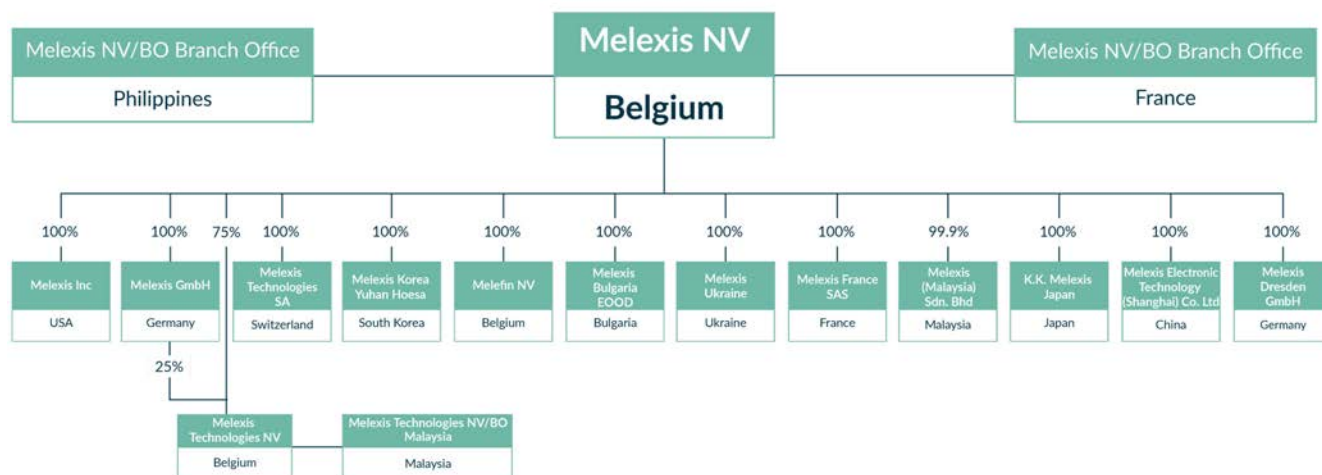 Melexis NV/BO Branch Office
Philippines
Melexis NV
Belgium
Melexis NV/BO Branch Office
France
100%
100%
75%
100%
100%
100%
100%
100%
100%
99.9%
100%
100%
100%
Melexis Inc
USA
Melexis GmbH
Germany
Melexis
Technologies
SA
Switzerland
Melexis Korea
Yuhan Hoesa
South Korea
Melefin NV
Belgium
Melexis
Bulgaria
EOOD
Bulgaria
Melexis
Ukraine
Ukraine
Melexis France
SAS
France
Melexis
(Malaysia)
Sdn. Bhd
Malaysia
K.K. Melexis
Japan
Japan
Melexis Electronic
Technology
(Shanghai) Co. Ltd
China
Melexis
Dresden
GmbH
Germany
25%
Melexis
Technologies NV
Belgium
Melexis Technologies NV/BO
Malaysia
Malaysia